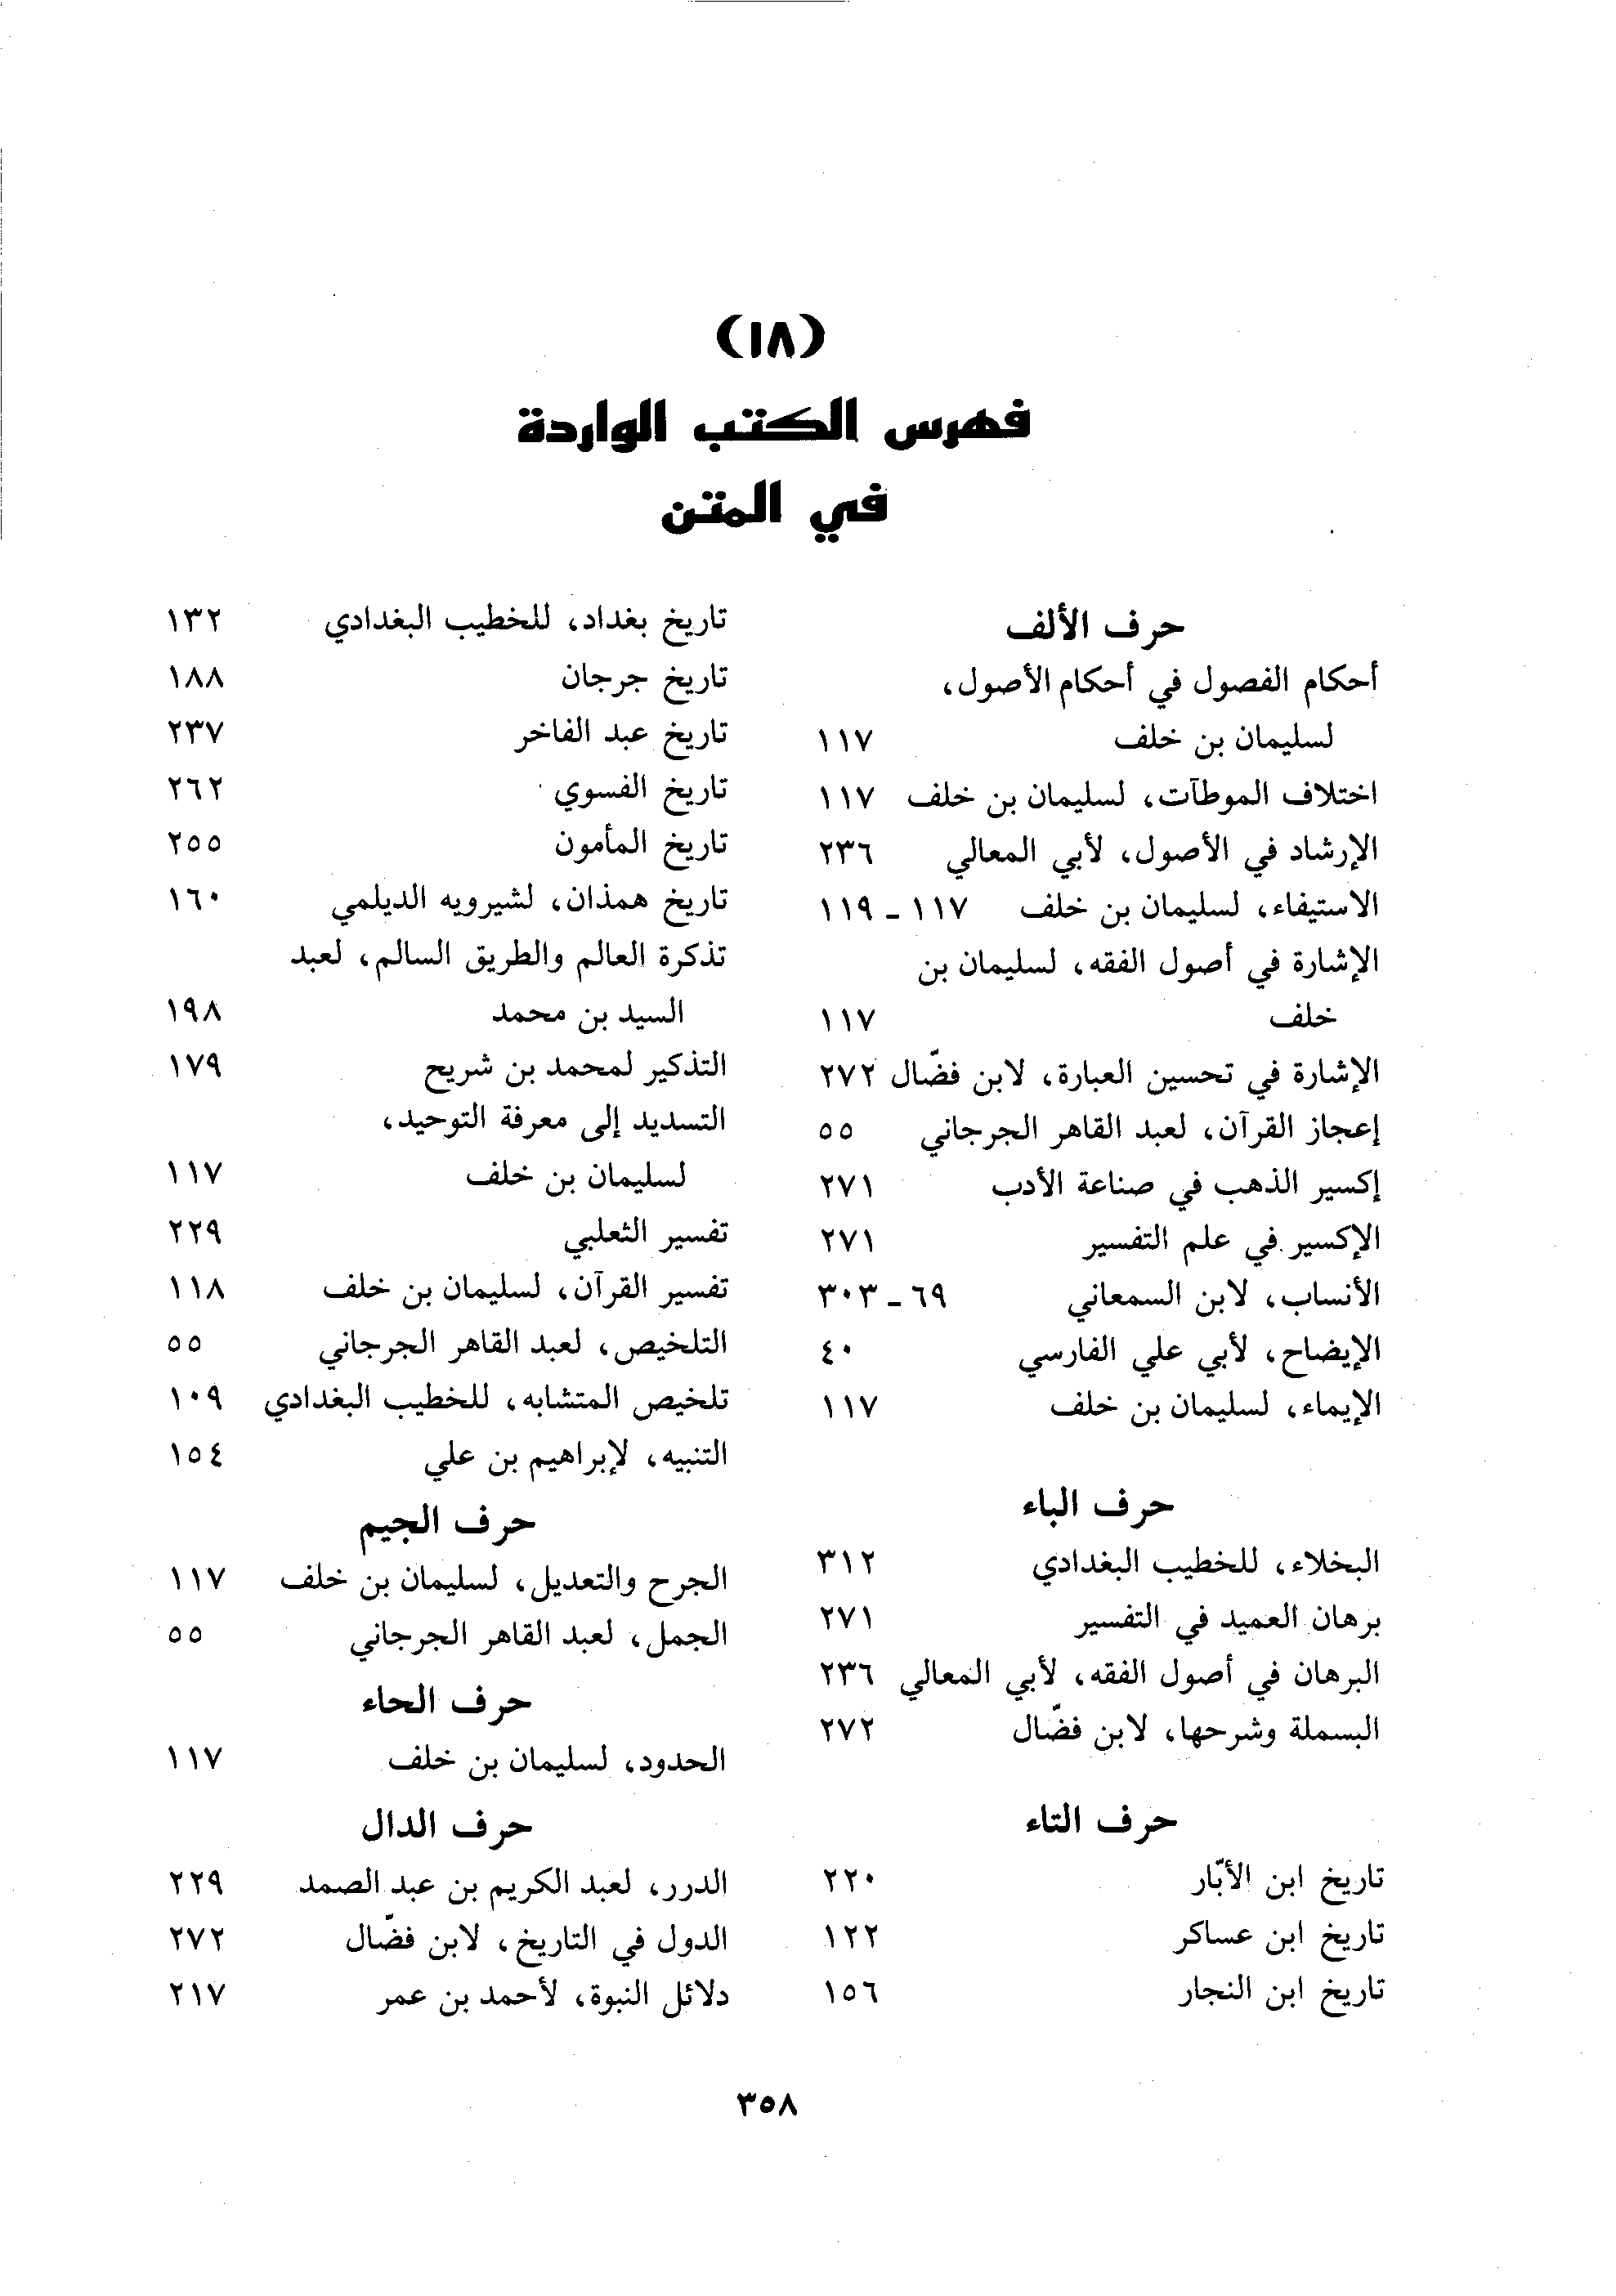 (١٨)
فهرس الكتب الواردة
في المتن
حرف الألف
أحكام الفصول في أحكام الأصول،
لسليمان بن خلف ١١٧
اختلاف الموطآت، لسليمان بن خلف ١١٧
الإرشاد في الأصول، لأبي المعالي ٢٣٦
الاستيفاء، لسليمان بن خلف ١١٧ - ١١٩
الإشارة في أصول الفقه، لسليمان بن
خلف ١١٧
الإشارة في تحسين العبارة، لابن فضّال ٢٧٢
إعجاز القرآن، لعبد القاهر الجرجاني ٥٥
إكسير الذهب في صناعة الأدب ٢٧١
الإكسير في علم التفسير ٢٧١
الأنساب، لابن السمعاني ٦٩ - ٣٠٣
الإيضاح، لأبي علي الفارسي ٤٠
الإيماء، لسليمان بن خلف ١١٧
حرف الباء
البخلاء، للخطيب البغدادي ٣١٢
برهان العميد في التفسير ٢٧١
البرهان في أصول الفقه، لأبي المعالي ٢٣٦
البسملة وشرحها، لابن فضّال ٢٧٢
حرف التاء
تاريخ ابن الأبّار ٢٢٠
تاريخ ابن عساكر ١٢٢
تاريخ ابن النجار ١٥٦
تاريخ بغداد، للخطيب البغدادي ١٣٢
تاريخ جرجان ١٨٨
تاريخ عبد الفاخر ٢٣٧
تاريخ الفسوي ٢٦٢
تاريخ المأمون ٢٥٥
تاريخ همذان، لشيرويه الديلمي ١٦٠
تذكرة العالم والطريق السالم، لعبد
السيد بن محمد ١٩٨
التذكير لمحمد بن شريح ١٧٩
التسديد إلى معرفة التوحيد،
لسليمان بن خلف ١١٧
تفسير الثعلبي ٢٢٩
تفسير القرآن، لسليمان بن خلف ١١٨
التلخيص، لعبد القاهر الجرجاني ٥٥
تلخيص المتشابه، للخطيب البغدادي ١٠٩
التنبيه، لإبراهيم بن علي ١٥٤
حرف الجيم
الجرح والتعديل، لسليمان بن خلف ١١٧
الجمل، لعبد القاهر الجرجاني ٥٥
حرف الحاء
الحدود، لسليمان بن خلف ١١٧
حرف الدال
الدرر، لعبد الكريم بن عبد الصمد ٢٢٩
الدول في التاريخ، لابن فضّال ٢٧٢
دلائل النبوة، لأحمد بن عمر ٢١٧
٣٥٨